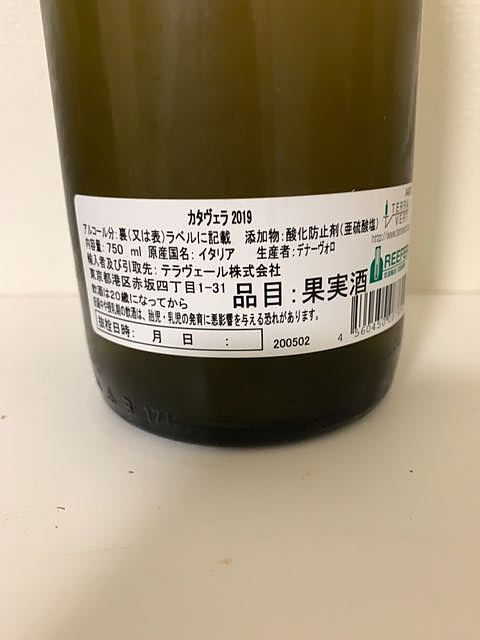 カタヴェラ 2019
アルコール分：裏(又は表)ラベルに記載 添加物：酸化防止剤(亜硫酸塩)
内容量：750 ml 原産国名：イタリア 生産者：デナーヴォロ
輸入者及び引取先：テラヴェール株式会社
東京都港区赤坂四丁目1-31
飲酒は20歳になってから
妊娠中や授乳期の飲酒は、胎児・乳児の発育に悪影響を与える恐れがあります。
品目：果実酒
抜栓日時： 月 日 ：
200502
TERRA
VERT
REEFER